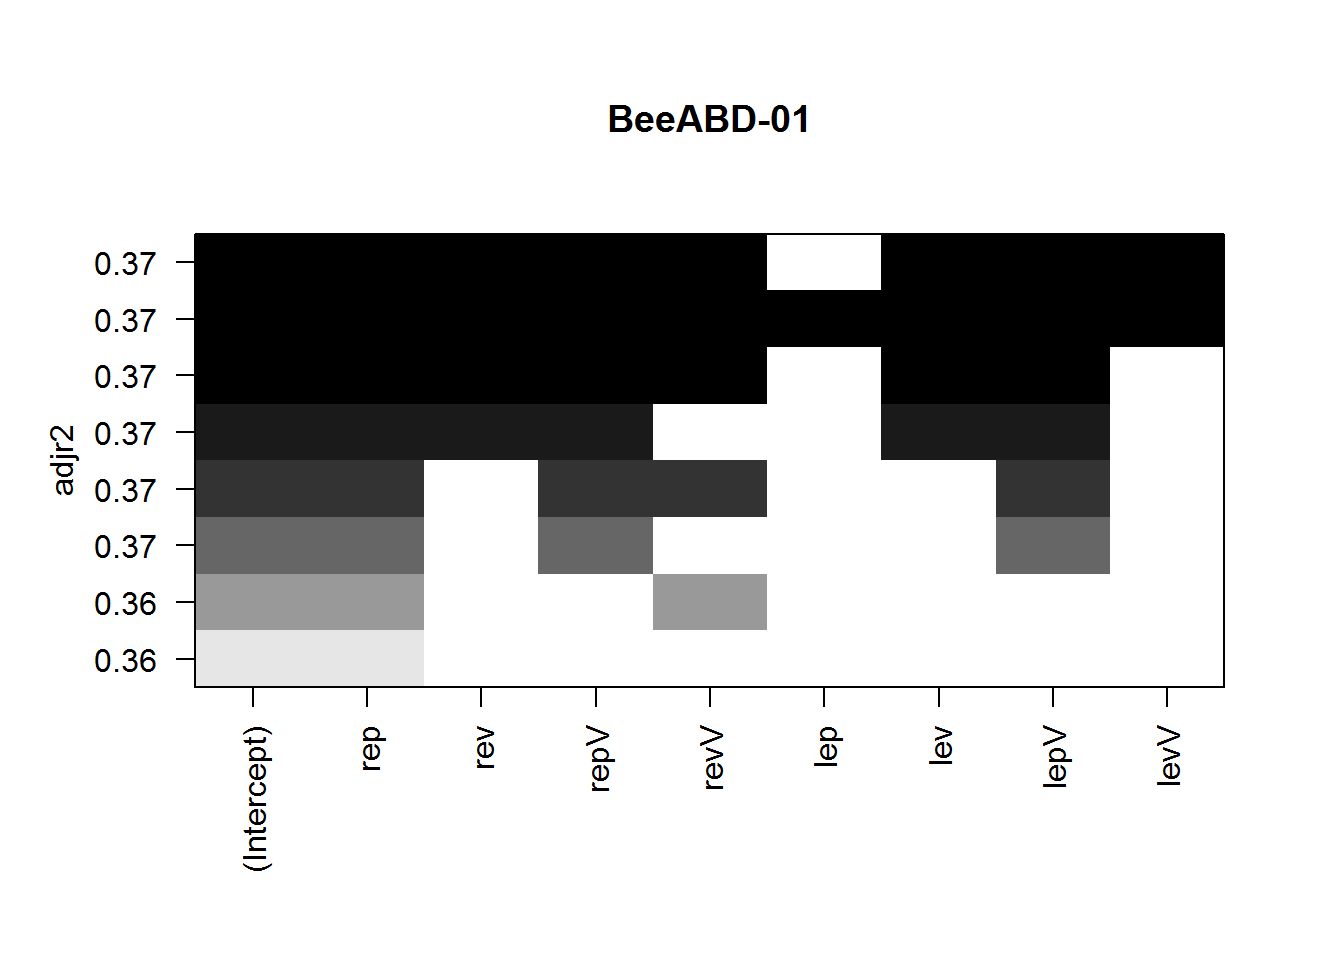 BeeABD-01
adjr2
0.37
0.37
0.37
0.37
0.37
0.37
0.36
0.36
(Intercept)
rep
rev
repV
revV
lep
lev
lepV
levV